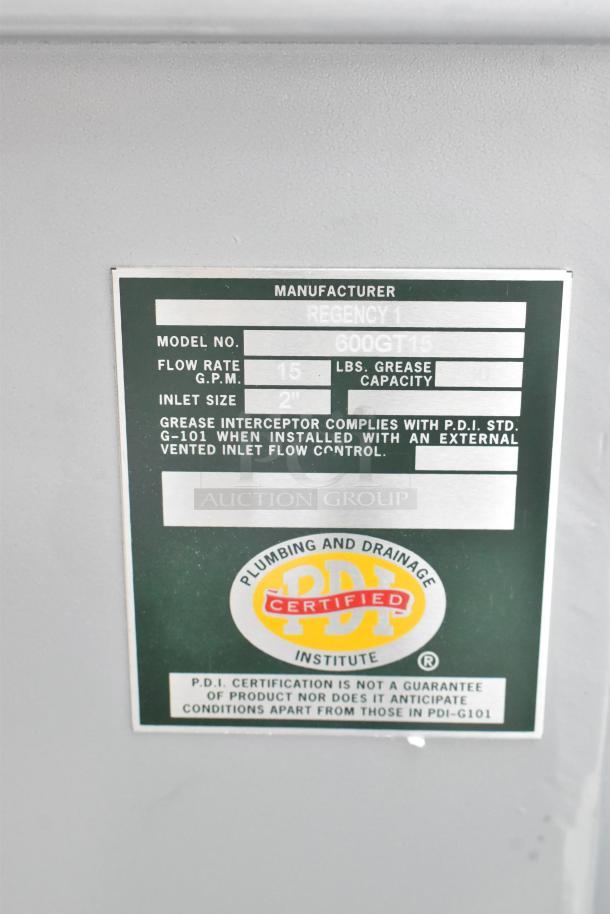 MANUFACTURER
REGENCY 1
MODEL NO. 600GT15
FLOW RATE G.P.M. 15 LBS. GREASE CAPACITY
INLET SIZE 2"
GREASE INTERCEPTOR COMPLIES WITH P.D.I. STD.
G-101 WHEN INSTALLED WITH AN EXTERNAL
VENTED INLET FLOW CONTROL.
PCI
AUCTION GROUP
PLUMBING AND DRAINAGE
PDI
CERTIFIED
INSTITUTE ®
P.D.I. CERTIFICATION IS NOT A GUARANTEE
OF PRODUCT NOR DOES IT ANTICIPATE
CONDITIONS APART FROM THOSE IN PDI-G101